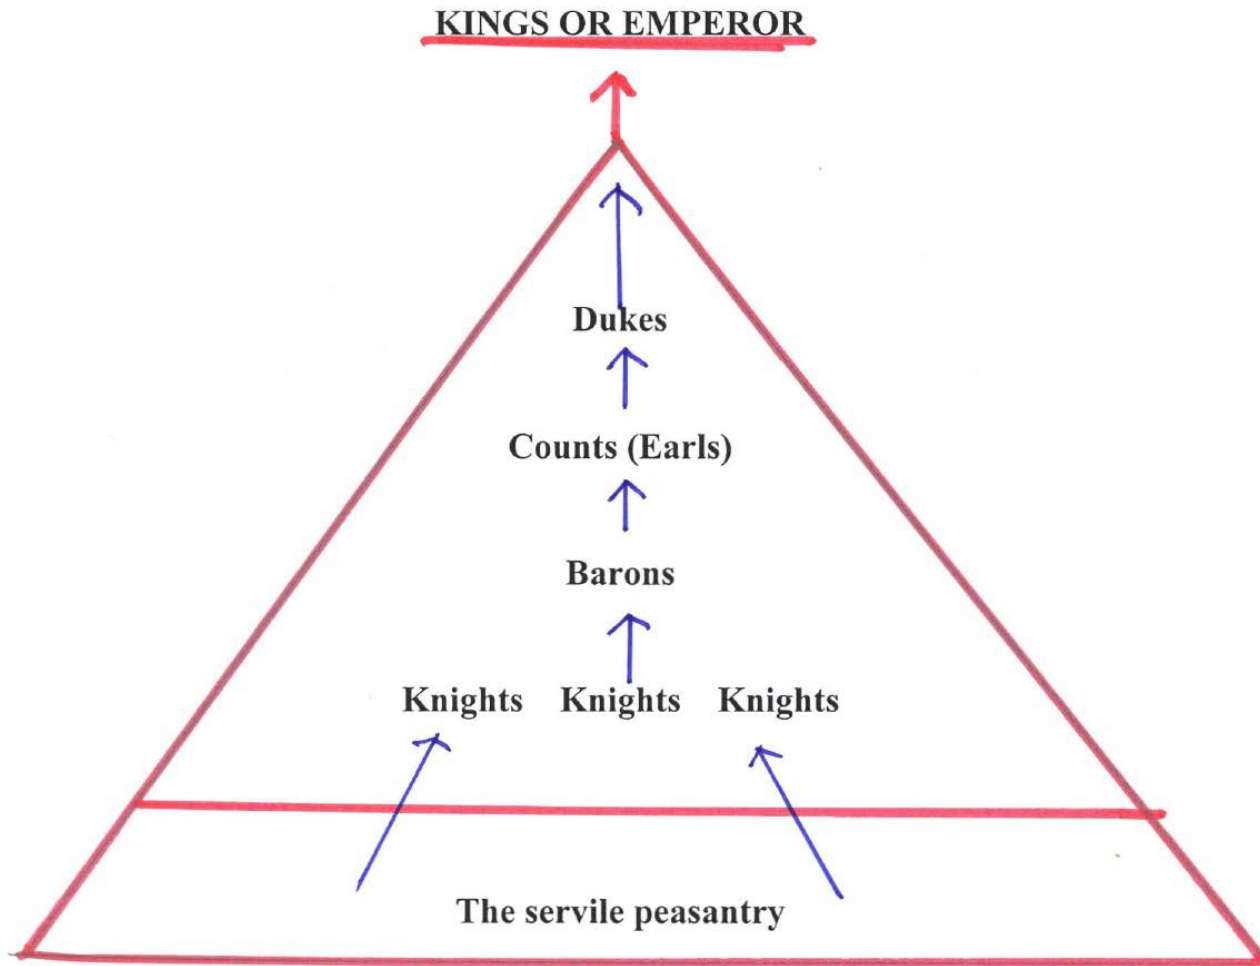 KINGS OR EMPEROR
Dukes
Counts (Earls)
Barons
Knights Knights Knights
The servile peasantry